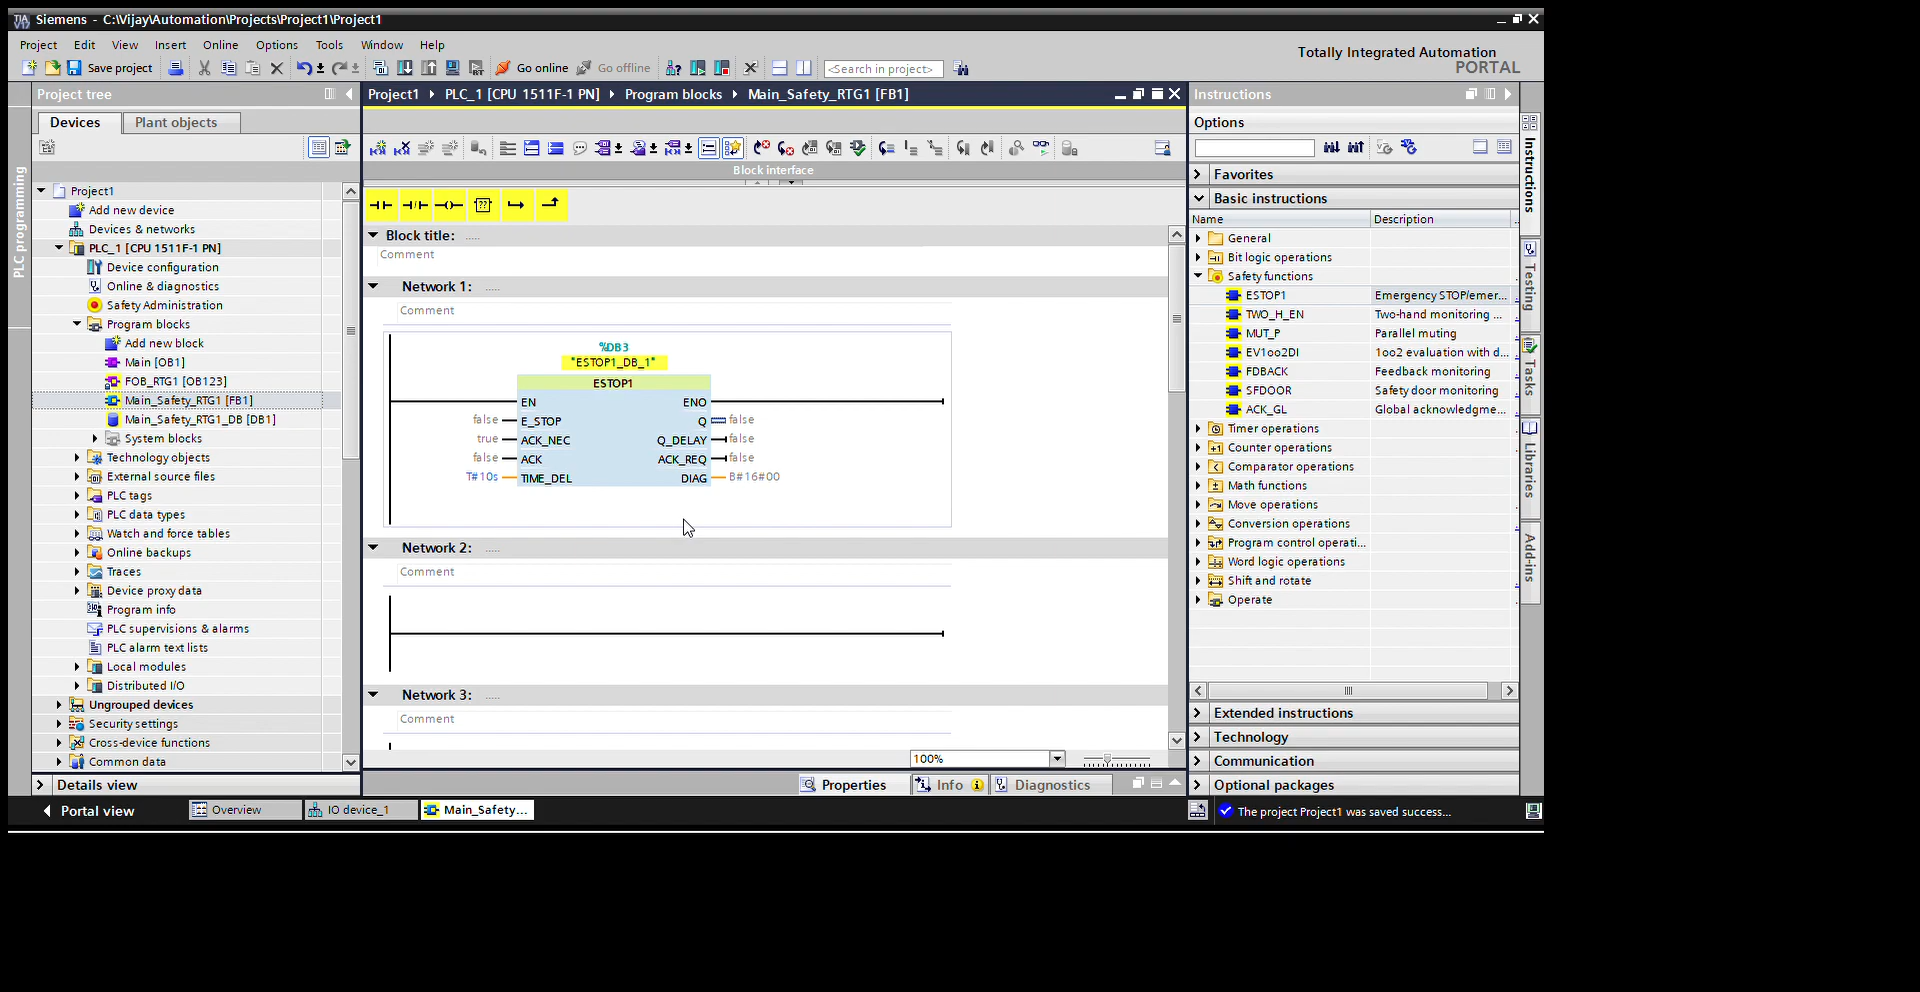 Siemens - C:\Vijay\Automation\Projects\Project1\Project1
Project Edit View Insert Online Options Tools Window Help
Totally Integrated Automation
PORTAL
Save project
Go online
Go offline
<Search in project>
Project tree
Devices
Plant objects
PLC programming
Project1
Add new device
Devices & networks
PLC_1 [CPU 1511F-1 PN]
Device configuration
Online & diagnostics
Safety Administration
Program blocks
Add new block
Main [OB1]
FOB_RTG1 [OB123]
Main_Safety_RTG1 [FB1]
Main_Safety_RTG1_DB [DB1]
System blocks
Technology objects
External source files
PLC tags
PLC data types
Watch and force tables
Online backups
Traces
Device proxy data
Program info
PLC supervisions & alarms
PLC alarm text lists
Local modules
Distributed I/O
Ungrouped devices
Security settings
Cross-device functions
Common data
Details view
Project1 PLC_1 [CPU 1511F-1 PN] Program blocks Main_Safety_RTG1 [FB1]
Block interface
Block title: .....
Comment
Network 1: .....
Comment
%DB3
"ESTOP1_DB_1"
ESTOP1
EN ENO
false E_STOP Q false
true ACK_NEC Q_DELAY false
false ACK ACK_REQ false
T#10s TIME_DEL DIAG B#16#00
Network 2: .....
Comment
Network 3: .....
Comment
100%
Properties
Info
Diagnostics
Instructions
Options
Favorites
Basic instructions
Name Description
General
Bit logic operations
Safety functions
ESTOP1 Emergency STOP/emer...
TWO_H_EN Two-hand monitoring ...
MUT_P Parallel muting
EV1oo2DI 1oo2 evaluation with d...
FDBACK Feedback monitoring
SFDOOR Safety door monitoring
ACK_GL Global acknowledgme...
Timer operations
Counter operations
Comparator operations
Math functions
Move operations
Conversion operations
Program control operati...
Word logic operations
Shift and rotate
Operate
Extended instructions
Technology
Communication
Optional packages
Instructions
Testing
Tasks
Libraries
Add-ins
Portal view
Overview
IO device_1
Main_Safety...
The project Project1 was saved success...